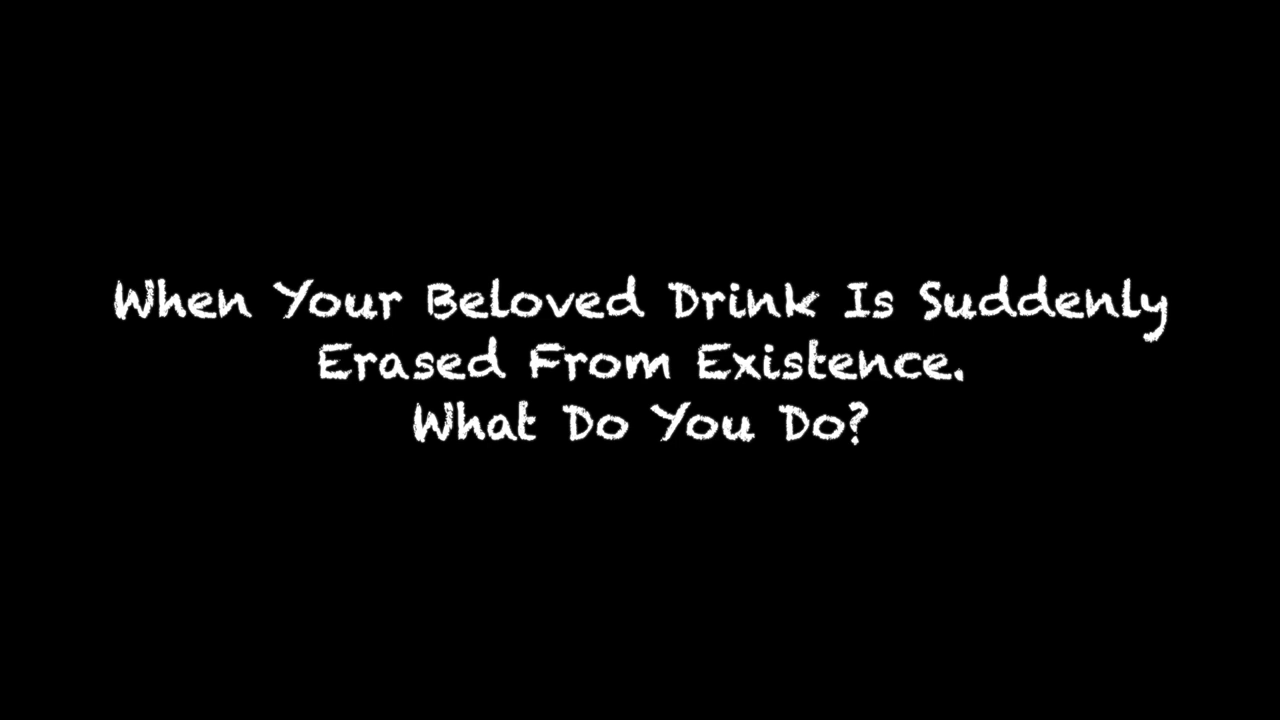 When Your Beloved Drink Is Suddenly
Erased From Existence.
What Do You Do?